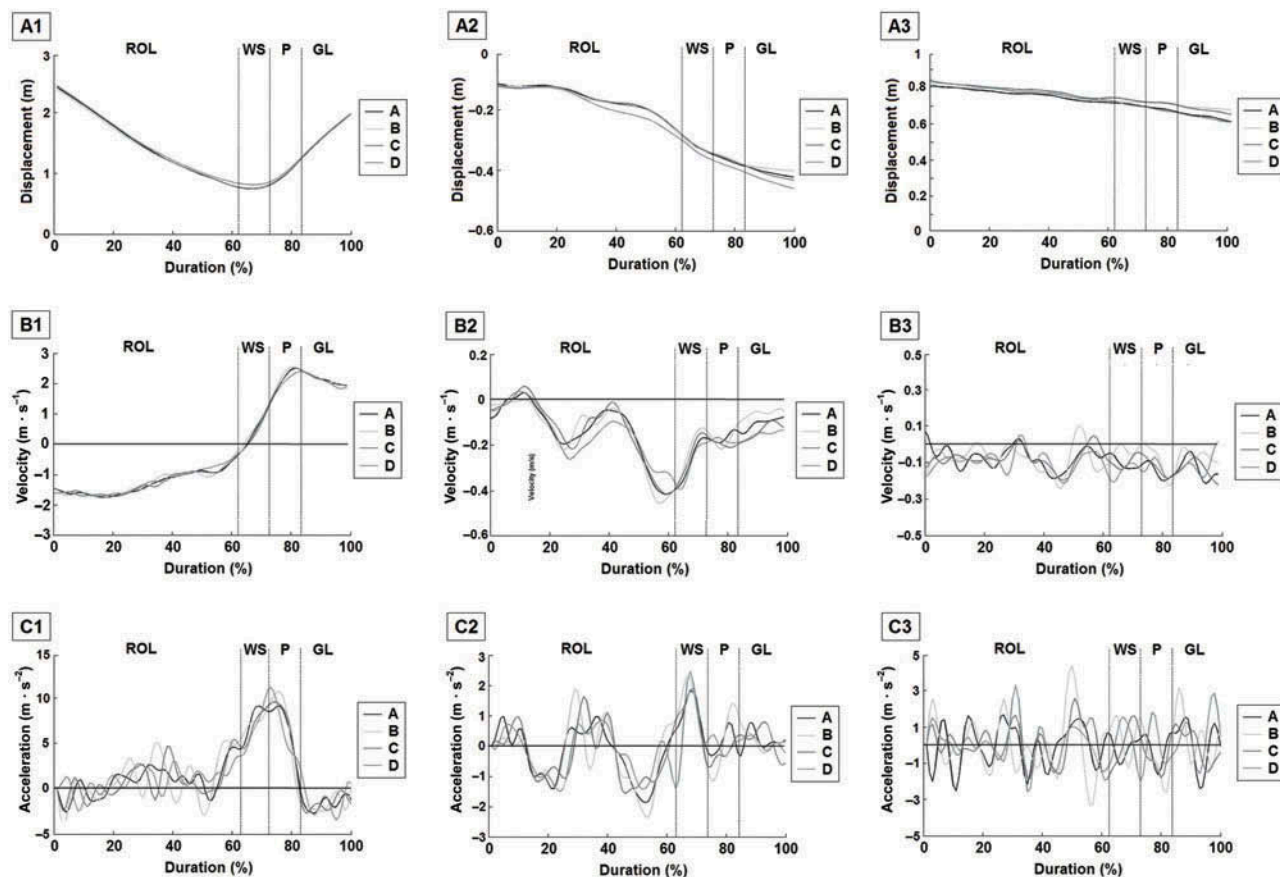 A1
ROL WS P GL
Displacement (m)
3
2
1
0
0 20 40 60 80 100
Duration (%)
A
B
C
D
A2
ROL WS P GL
Displacement (m)
–0
–0.2
–0.4
–0.6
0 20 40 60 80 100
Duration (%)
A
B
C
D
A3
ROL WS P GL
Displacement (m)
1
0.8
0.6
0.4
0.2
0
0 20 40 60 80 100
Duration (%)
A
B
C
D
B1
ROL WS P GL
Velocity (m · s⁻¹)
3
2
1
0
–1
–2
–3
0 20 40 60 80 100
Duration (%)
A
B
C
D
B2
ROL WS P GL
Velocity (m · s⁻¹)
0.2
0
–0.2
–0.4
–0.6
Velocity (m/s)
0 20 40 60 80 100
Duration (%)
A
B
C
D
B3
ROL WS P GL
Velocity (m · s⁻¹)
0.5
0.3
0.1
–0.1
–0.3
–0.5
0 20 40 60 80 100
Duration (%)
A
B
C
D
C1
ROL WS P GL
Acceleration (m · s⁻²)
15
10
5
0
–5
0 20 40 60 80 100
Duration (%)
A
B
C
D
C2
ROL WS P GL
Acceleration (m · s⁻²)
3
2
1
0
–1
–2
–3
0 20 40 60 80 100
Duration (%)
A
B
C
D
C3
ROL WS P GL
Acceleration (m · s⁻²)
5
3
1
–1
–3
–5
0 20 40 60 80 100
Duration (%)
A
B
C
D